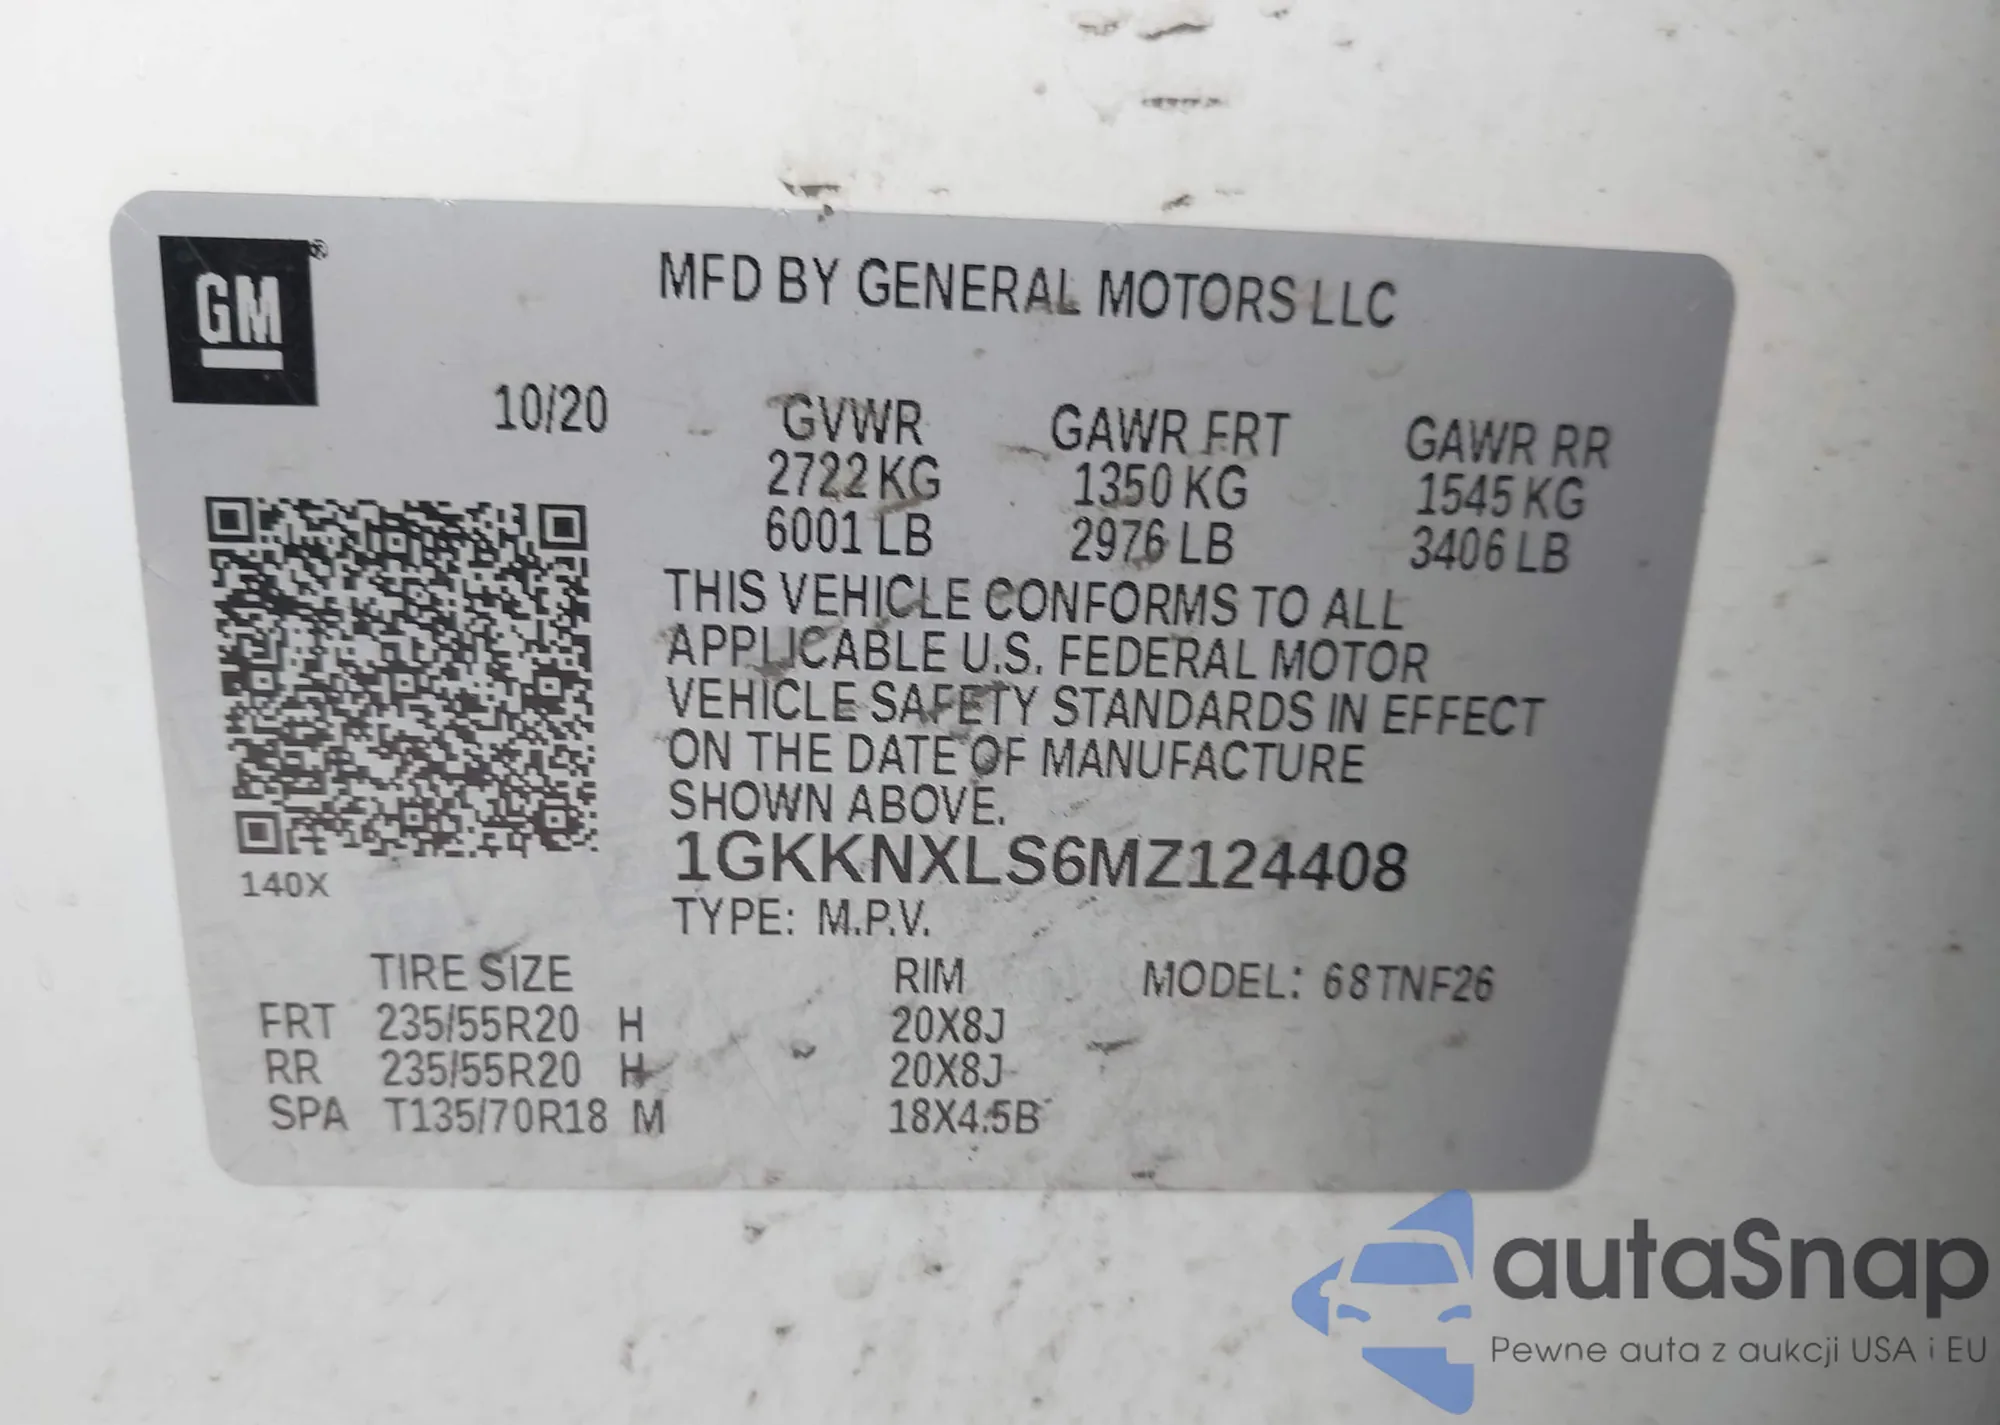 GM ®
MFD BY GENERAL MOTORS LLC
10/20 GVWR GAWR FRT GAWR RR
2722 KG 1350 KG 1545 KG
6001 LB 2976 LB 3406 LB
THIS VEHICLE CONFORMS TO ALL
APPLICABLE U.S. FEDERAL MOTOR
VEHICLE SAFETY STANDARDS IN EFFECT
ON THE DATE OF MANUFACTURE
SHOWN ABOVE.
1GKKNXLS6MZ124408
140X
TYPE: M.P.V.
TIRE SIZE RIM MODEL: 68TNF26
FRT 235/55R20 H 20X8J
RR 235/55R20 H 20X8J
SPA T135/70R18 M 18X4.5B
autaSnap
Pewne auta z aukcji USA i EU